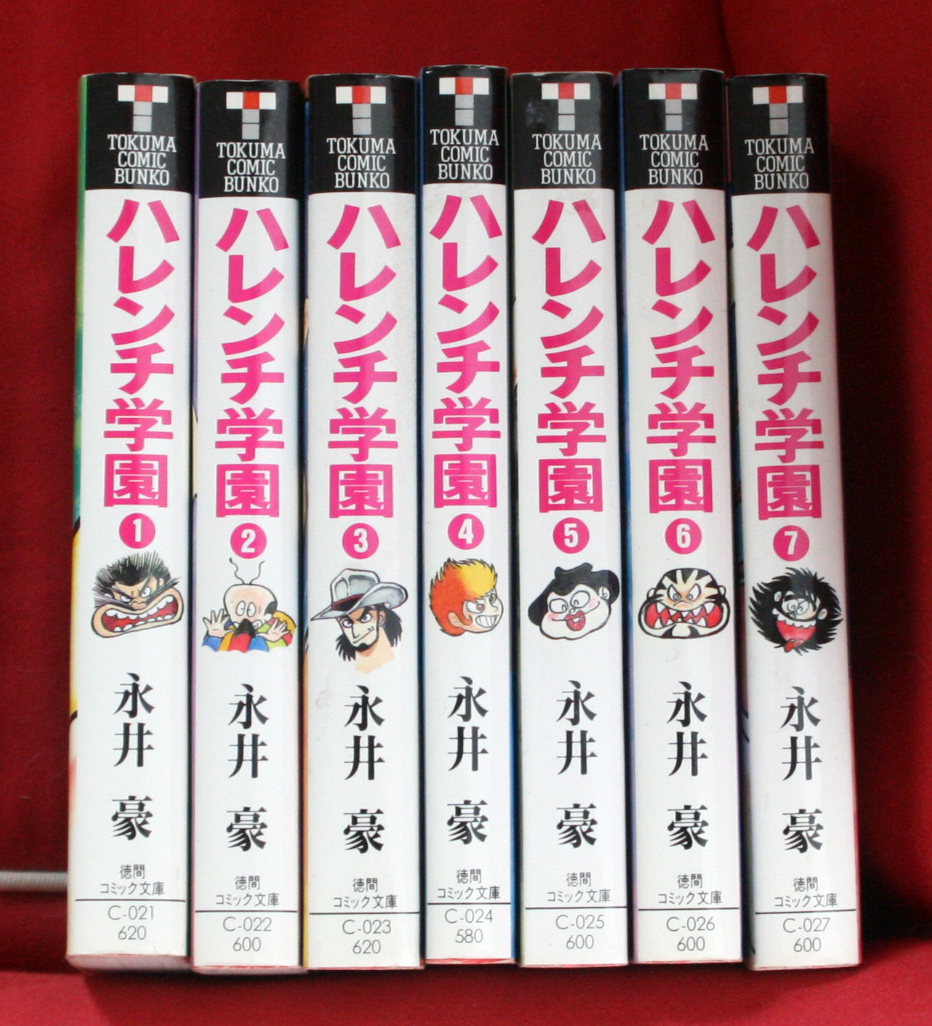 TOKUMA
COMIC
BUNKO
ハレンチ学園
1
永井豪
徳間
コミック文庫
C-021
620
TOKUMA
COMIC
BUNKO
ハレンチ学園
2
永井豪
徳間
コミック文庫
C-022
600
TOKUMA
COMIC
BUNKO
ハレンチ学園
3
永井豪
徳間
コミック文庫
C-023
620
TOKUMA
COMIC
BUNKO
ハレンチ学園
4
永井豪
徳間
コミック文庫
C-024
580
TOKUMA
COMIC
BUNKO
ハレンチ学園
5
永井豪
徳間
コミック文庫
C-025
600
TOKUMA
COMIC
BUNKO
ハレンチ学園
6
永井豪
徳間
コミック文庫
C-026
600
TOKUMA
COMIC
BUNKO
ハレンチ学園
7
永井豪
徳間
コミック文庫
C-027
600